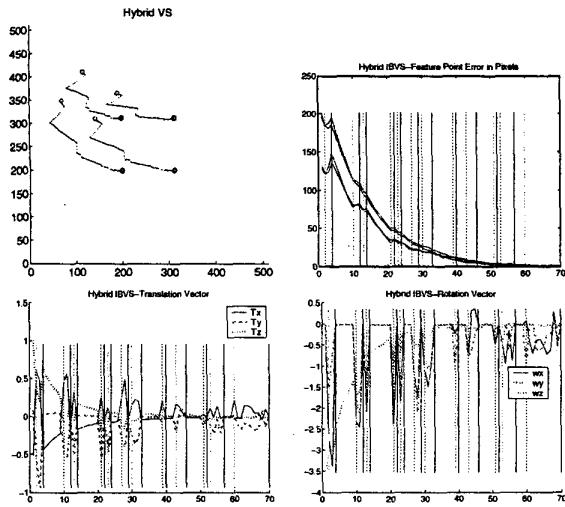 Hybrid VS
500
450
400
350
300
250
200
150
100
50
0
0 100 200 300 400 500
Hybrid IBVS–Feature Point Error in Pixels
250
200
150
100
50
0 10 20 30 40 50 60 70
Hybrid IBVS–Translation Vector
1.5
1
0.5
0
−0.5
−1
0 10 20 30 40 50 60 70
Tx
Ty
Tz
Hybrid IBVS–Rotation Vector
0.5
0
−0.5
−1
−1.5
−2
−2.5
−3
−3.5
−4
0 10 20 30 40 50 60 70
wx
wy
wz